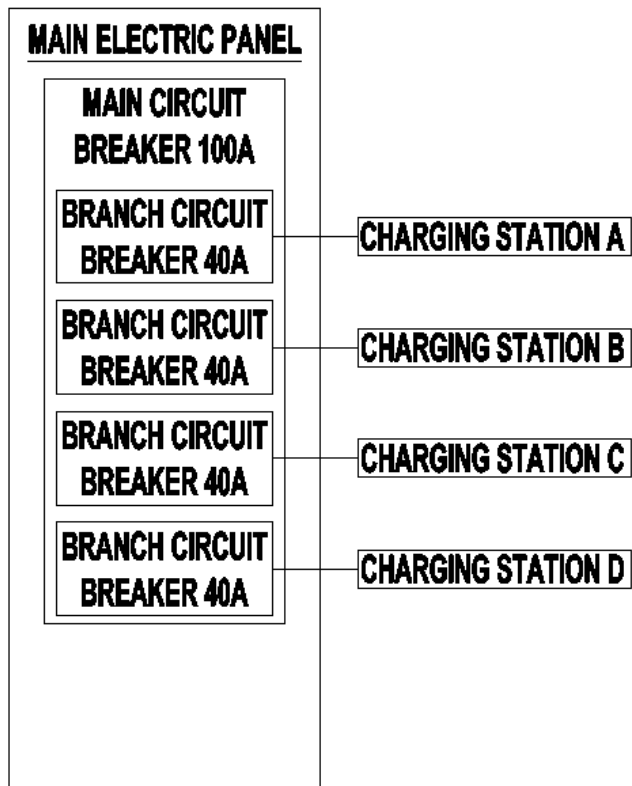 MAIN ELECTRIC PANEL
MAIN CIRCUIT
BREAKER 100A
BRANCH CIRCUIT
BREAKER 40A
CHARGING STATION A
BRANCH CIRCUIT
BREAKER 40A
CHARGING STATION B
BRANCH CIRCUIT
BREAKER 40A
CHARGING STATION C
BRANCH CIRCUIT
BREAKER 40A
CHARGING STATION D